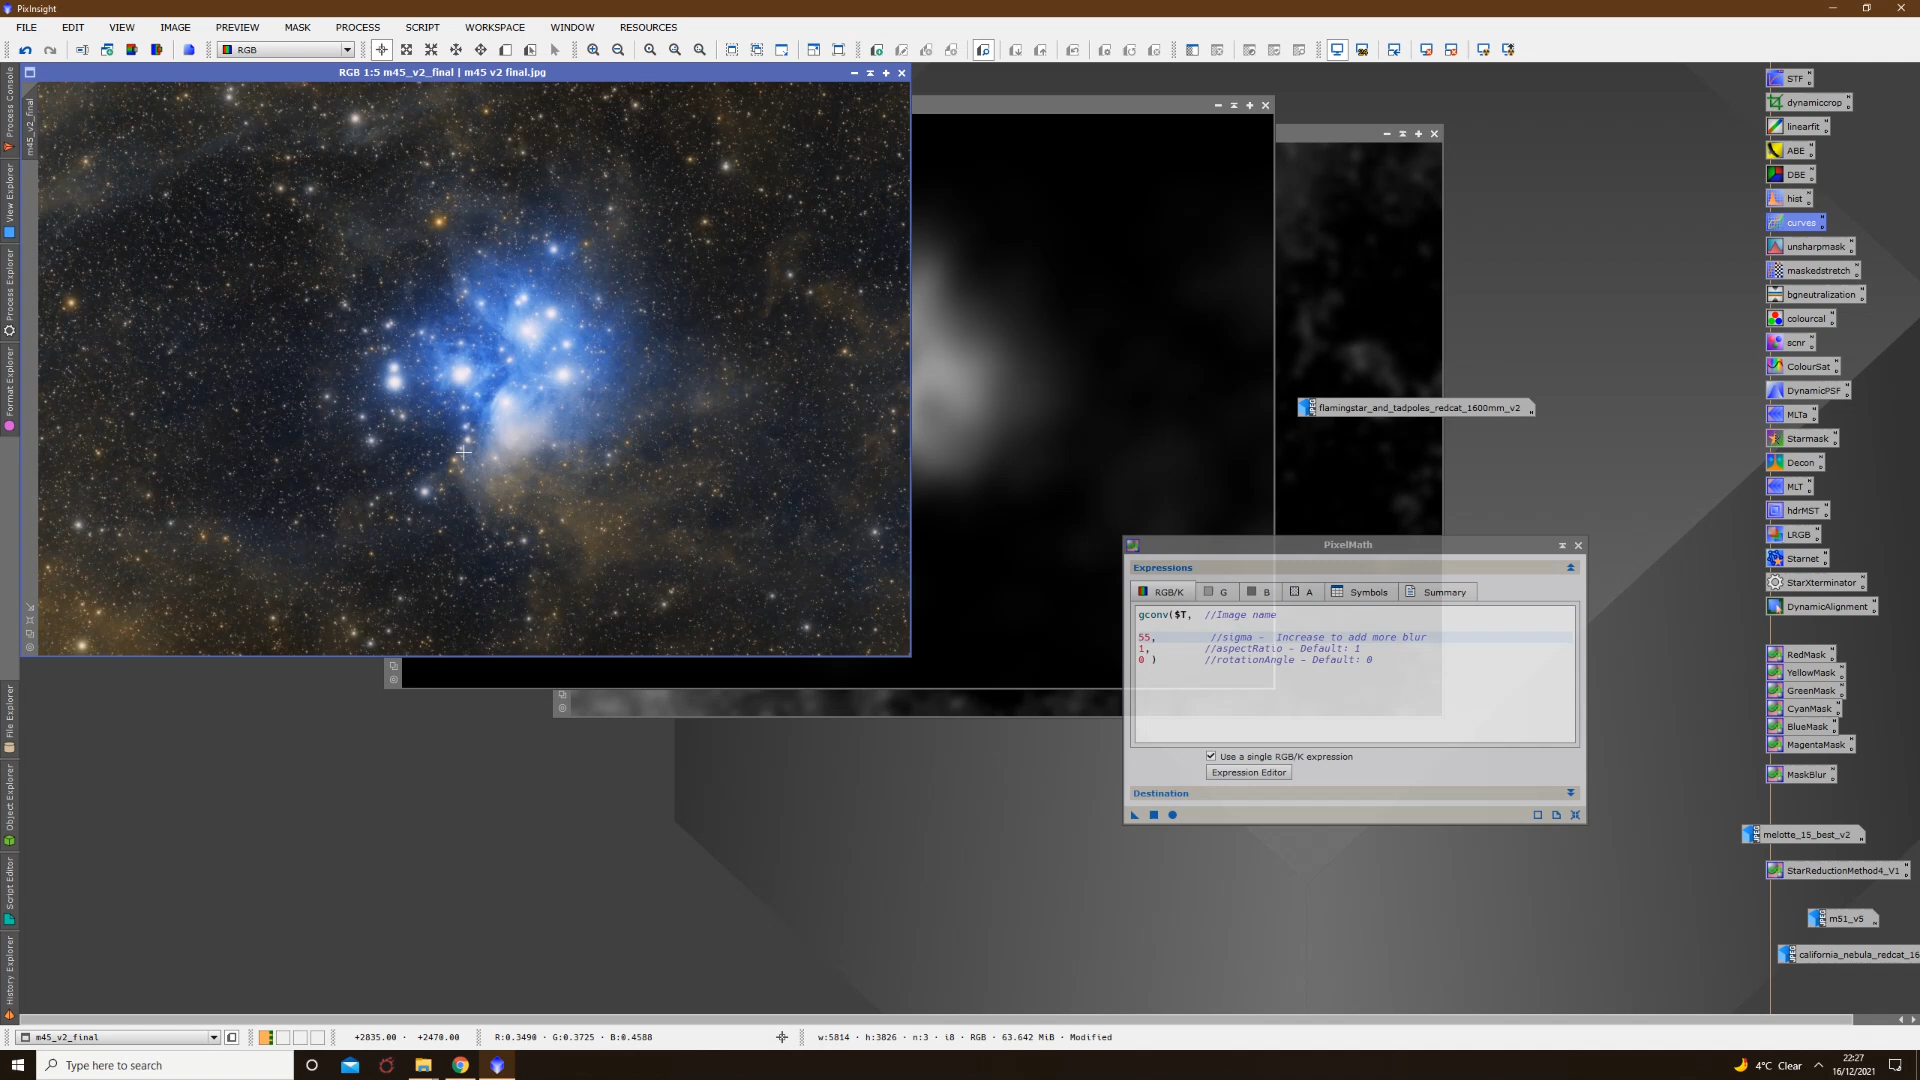 PixInsight
FILE EDIT VIEW IMAGE PREVIEW MASK PROCESS SCRIPT WORKSPACE WINDOW RESOURCES
RGB
RGB 1:5 m45_v2_final | m45 v2 final.jpg
m45_v2_final
Process Console
View Explorer
Process Explorer
Format Explorer
File Explorer
Object Explorer
Script Editor
History Explorer
STF
dynamiccrop
linearfit
ABE
DBE
hist
curves
unsharpmask
maskedstretch
bgneutralization
colourcal
scnr
ColourSat
DynamicPSF
MLTa
Starmask
Decon
MLT
hdrMST
LRGB
Starnet
StarXterminator
DynamicAlignment
RedMask
YellowMask
GreenMask
CyanMask
BlueMask
MagentaMask
MaskBlur
melotte_15_best_v2
StarReductionMethod4_V1
m51_v5
california_nebula_redcat_16
flamingstar_and_tadpoles_redcat_1600mm_v2
PixelMath
Expressions
RGB/K G B A Symbols Summary
gconv($T, //Image name
55, //sigma - Increase to add more blur
1, //aspectRatio - Default: 1
0 ) //rotationAngle - Default: 0
Use a single RGB/K expression
Expression Editor
Destination
m45_v2_final +2835.00 · +2470.00 R:0.3490 · G:0.3725 · B:0.4588 w:5814 · h:3826 · n:3 · i8 · RGB · 63.642 MiB · Modified
Type here to search
4°C Clear
22:27
16/12/2021